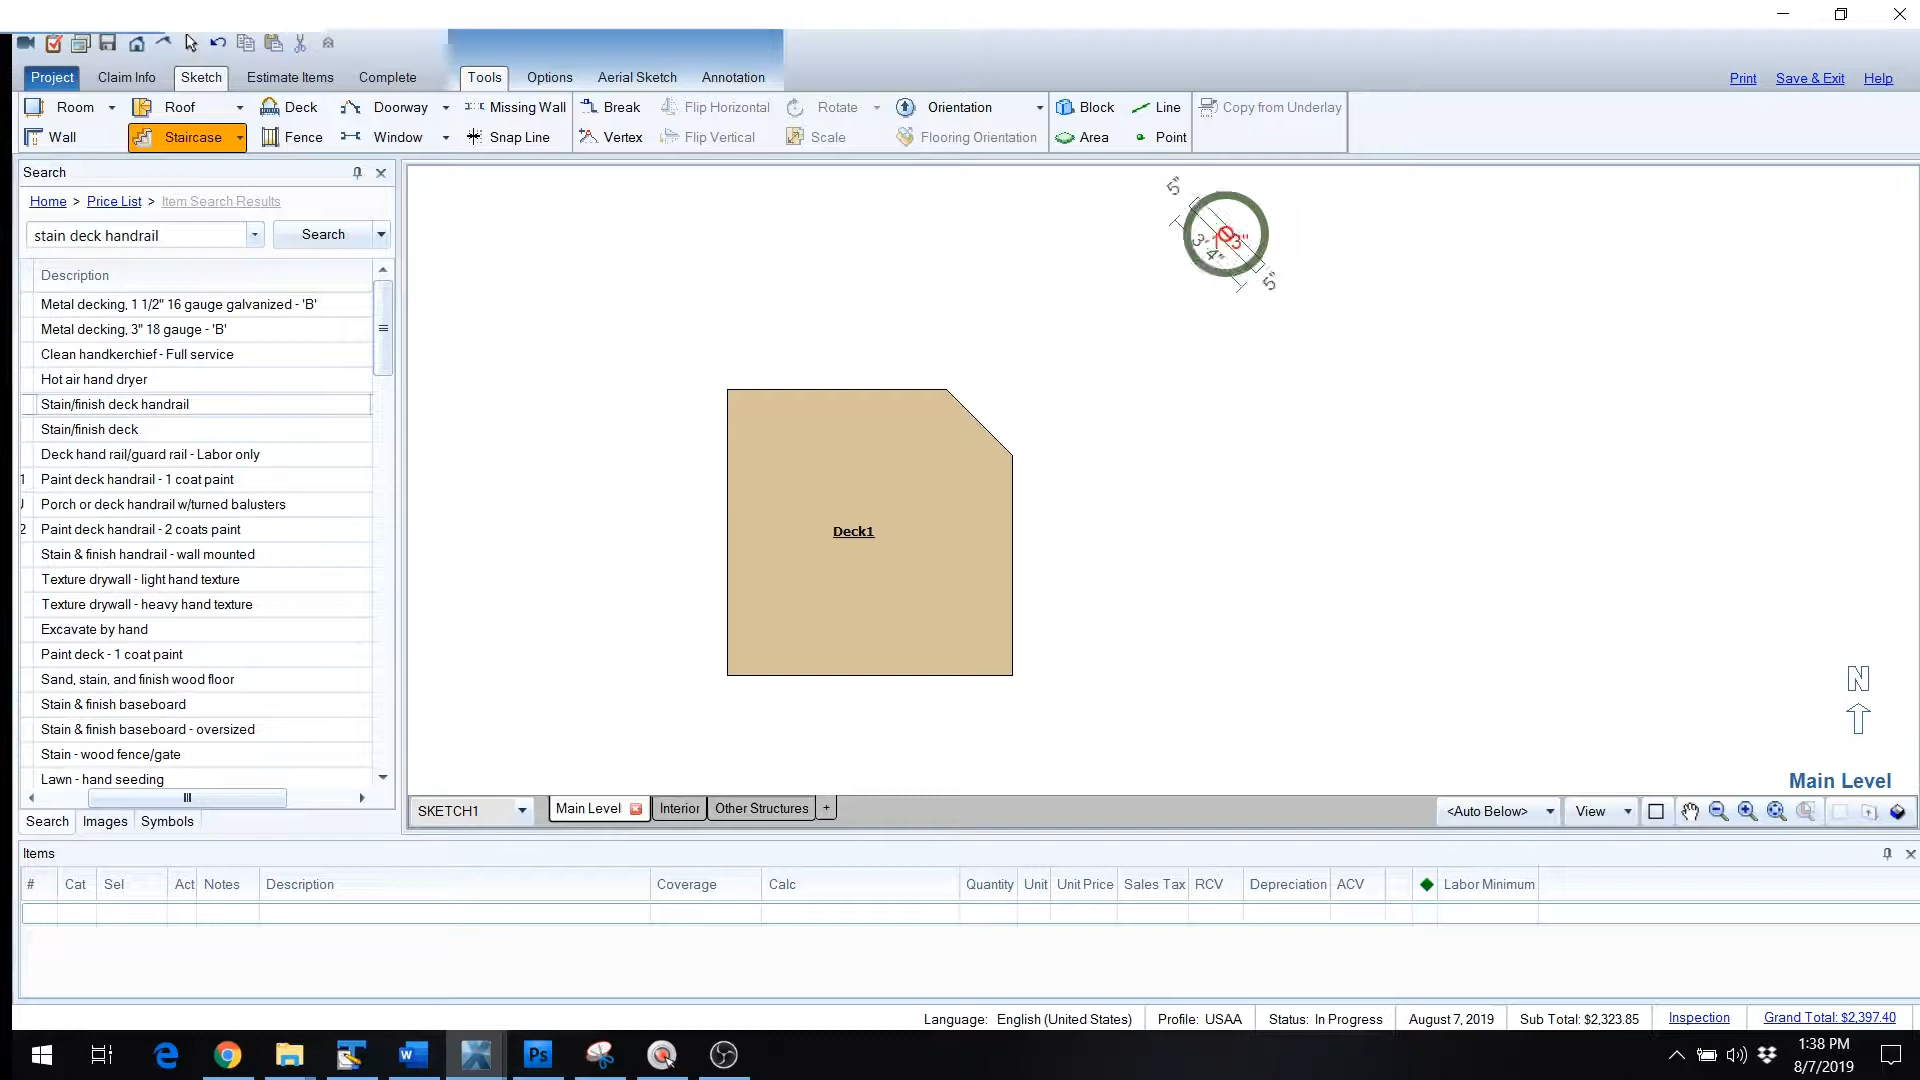 Project Claim Info Sketch Estimate Items Complete Tools Options Aerial Sketch Annotation Print Save & Exit Help
Room Roof Deck Doorway Missing Wall Break Flip Horizontal Rotate Orientation Block Line Copy from Underlay
Wall Staircase Fence Window Snap Line Vertex Flip Vertical Scale Flooring Orientation Area Point
Search
Home > Price List > Item Search Results
stain deck handrail Search
Description
Metal decking, 1 1/2" 16 gauge galvanized - 'B'
Metal decking, 3" 18 gauge - 'B'
Clean handkerchief - Full service
Hot air hand dryer
Stain/finish deck handrail
Stain/finish deck
Deck hand rail/guard rail - Labor only
1 Paint deck handrail - 1 coat paint
Porch or deck handrail w/turned balusters
2 Paint deck handrail - 2 coats paint
Stain & finish handrail - wall mounted
Texture drywall - light hand texture
Texture drywall - heavy hand texture
Excavate by hand
Paint deck - 1 coat paint
Sand, stain, and finish wood floor
Stain & finish baseboard
Stain & finish baseboard - oversized
Stain - wood fence/gate
Lawn - hand seeding
Search Images Symbols
5"
3' 4"
5"
Deck1
N
Main Level
SKETCH1 Main Level Interior Other Structures + <Auto Below> View
Items
# Cat Sel Act Notes Description Coverage Calc Quantity Unit Unit Price Sales Tax RCV Depreciation ACV Labor Minimum
Language: English (United States) Profile: USAA Status: In Progress August 7, 2019 Sub Total: $2,323.85 Inspection Grand Total: $2,397.40
1:38 PM
8/7/2019